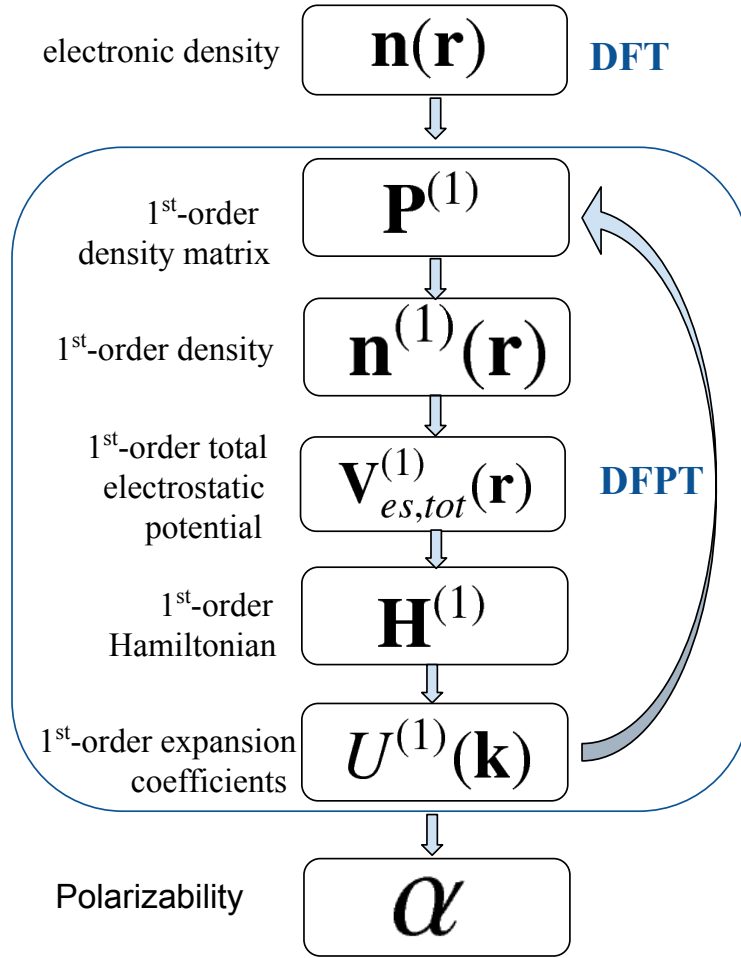 electronic density
n(r)
DFT
1st-order
density matrix
P(1)
1st-order density
n(1)(r)
1st-order total
electrostatic
potential
V(1)es,tot(r)
DFPT
1st-order
Hamiltonian
H(1)
1st-order expansion
coefficients
U(1)(k)
Polarizability
α